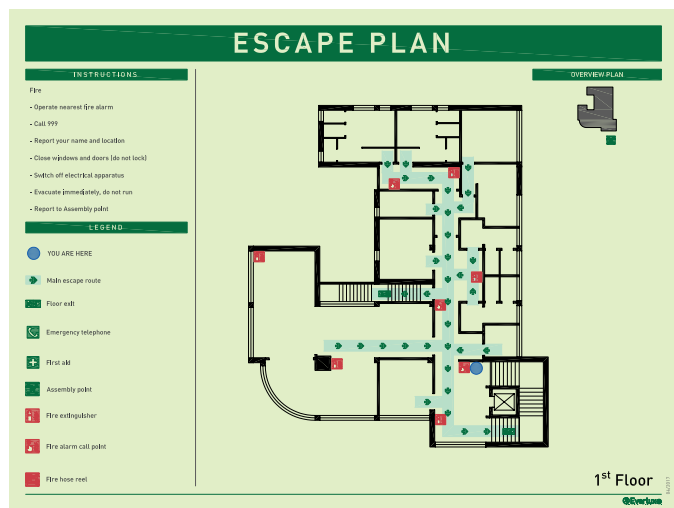 ESCAPE PLAN
INSTRUCTIONS
Fire
- Operate nearest fire alarm
- Call 999
- Report your name and location
- Close windows and doors (do not lock)
- Switch off electrical apparatus
- Evacuate immediately, do not run
- Report to Assembly point
LEGEND
YOU ARE HERE
Main escape route
Floor exit
Emergency telephone
First aid
Assembly point
Fire extinguisher
Fire alarm call point
Fire hose reel
OVERVIEW PLAN
1st Floor
Everluxe